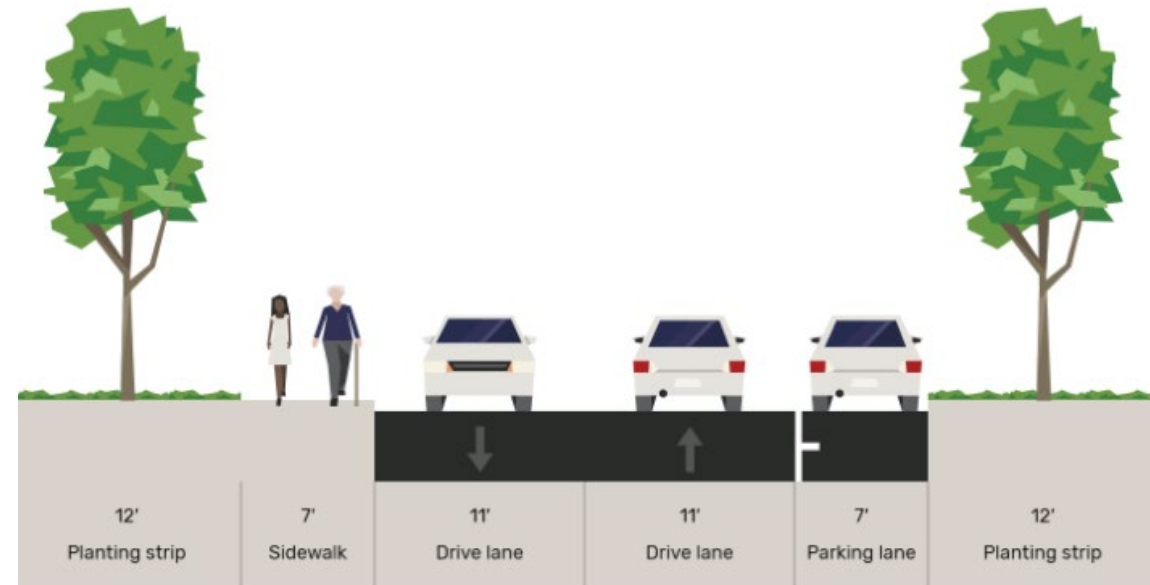 12' 7' 11' 11' 7' 12'
Planting strip Sidewalk Drive lane Drive lane Parking lane Planting strip